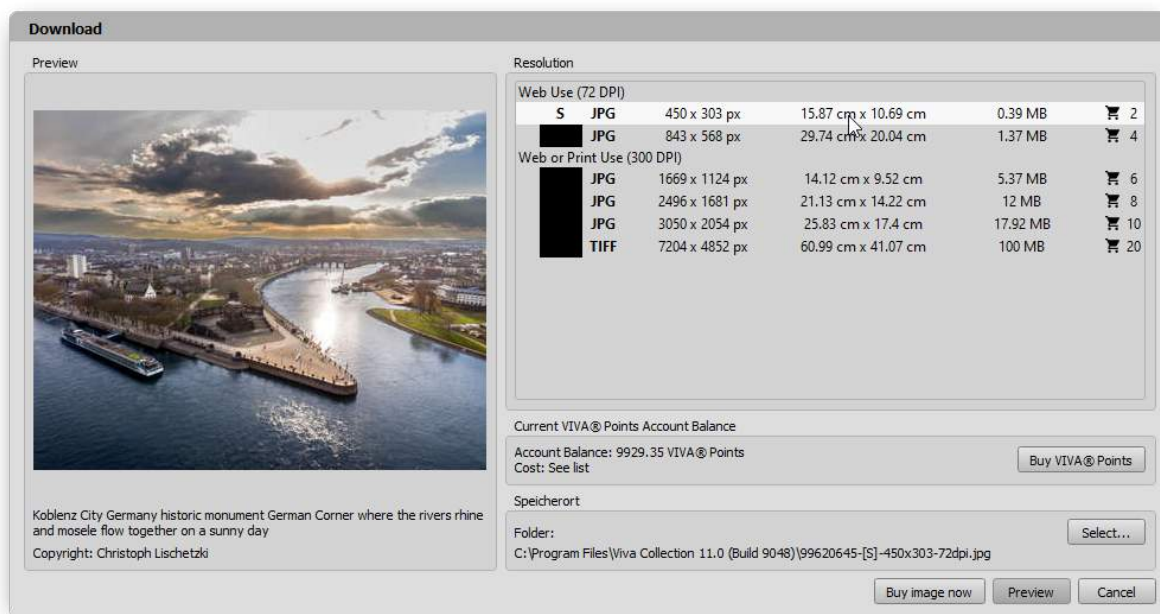 Download
Preview
Resolution
Web Use (72 DPI)
S JPG 450 x 303 px 15.87 cm x 10.69 cm 0.39 MB 2
JPG 843 x 568 px 29.74 cm x 20.04 cm 1.37 MB 4
Web or Print Use (300 DPI)
JPG 1669 x 1124 px 14.12 cm x 9.52 cm 5.37 MB 6
JPG 2496 x 1681 px 21.13 cm x 14.22 cm 12 MB 8
JPG 3050 x 2054 px 25.83 cm x 17.4 cm 17.92 MB 10
TIFF 7204 x 4852 px 60.99 cm x 41.07 cm 100 MB 20
Koblenz City Germany historic monument German Corner where the rivers rhine
and mosele flow together on a sunny day
Copyright: Christoph Lischetzki
Current VIVA® Points Account Balance
Account Balance: 9929.35 VIVA® Points
Cost: See list
Buy VIVA® Points
Speicherort
Folder:
Select...
C:\Program Files\Viva Collection 11.0 (Build 9048)\99620645-[S]-450x303-72dpi.jpg
Buy image now Preview Cancel